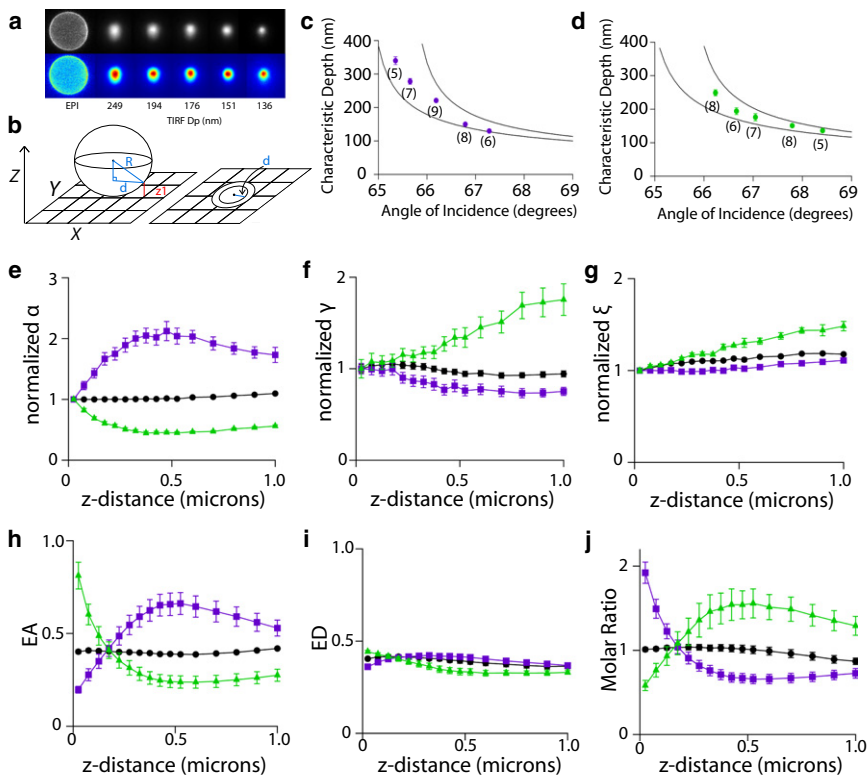 a
EPI 249 194 176 151 136
TIRF Dp (nm)
b
Z
Y
X
R
d
z
d
c
Characteristic Depth (nm)
400
300
200
100
0
(5)
(7)
(9)
(8)
(6)
65 66 67 68 69
Angle of Incidence (degrees)
d
Characteristic Depth (nm)
400
300
200
100
0
(8)
(6)
(7)
(8)
(5)
65 66 67 68 69
Angle of Incidence (degrees)
e
normalized α
3
2
1
0
0 0.5 1.0
z-distance (microns)
f
normalized γ
2
1
0
0 0.5 1.0
z-distance (microns)
g
normalized ξ
2
1
0
0 0.5 1.0
z-distance (microns)
h
EA
1.0
0.5
0
0 0.5 1.0
z-distance (microns)
i
ED
1.0
0.5
0
0 0.5 1.0
z-distance (microns)
j
Molar Ratio
2
1
0
0 0.5 1.0
z-distance (microns)